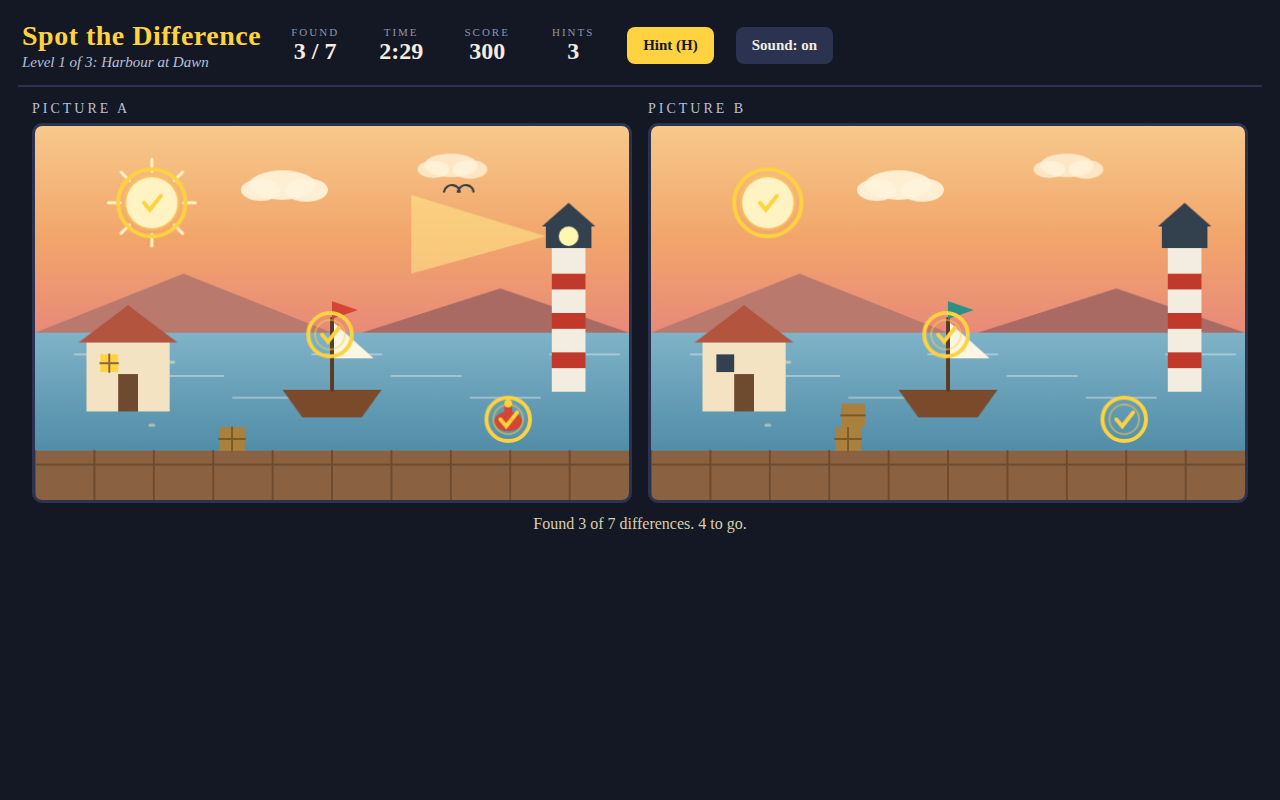 Spot the Difference
Level 1 of 3: Harbour at Dawn
FOUND
3 / 7
TIME
2:29
SCORE
300
HINTS
3
Hint (H)
Sound: on
PICTURE A
PICTURE B
Found 3 of 7 differences. 4 to go.